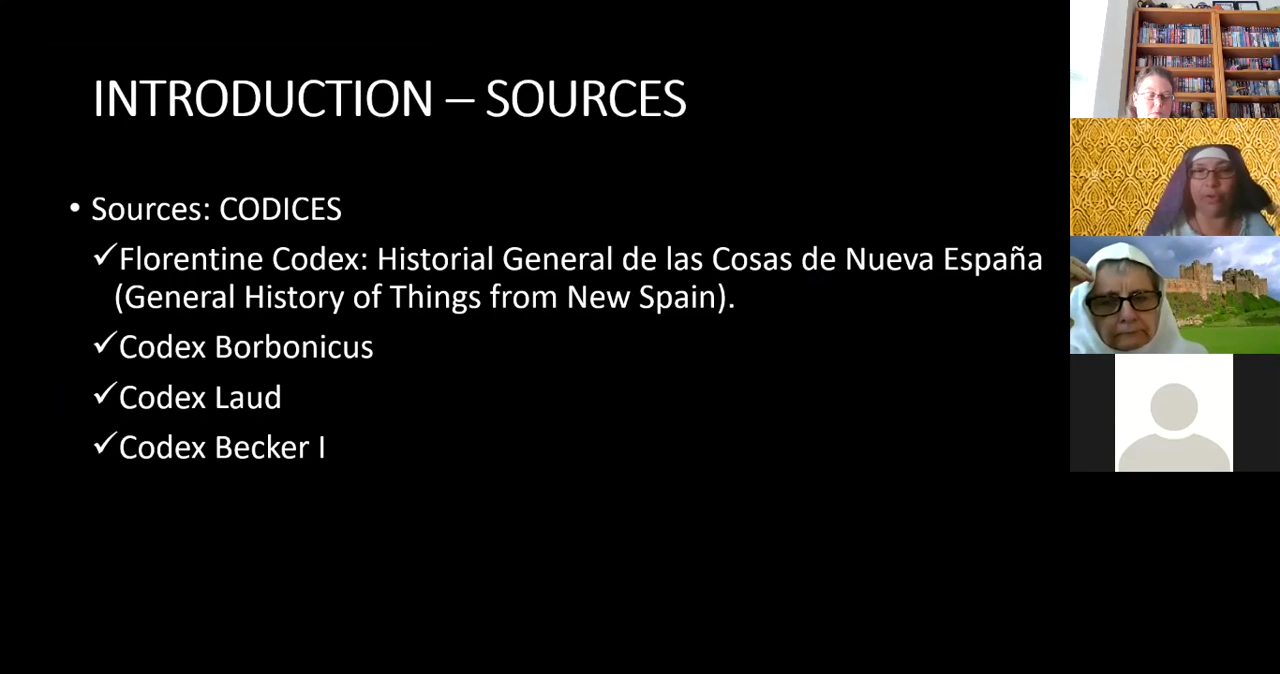 INTRODUCTION – SOURCES
• Sources: CODICES
✓Florentine Codex: Historial General de las Cosas de Nueva España
(General History of Things from New Spain).
✓Codex Borbonicus
✓Codex Laud
✓Codex Becker I